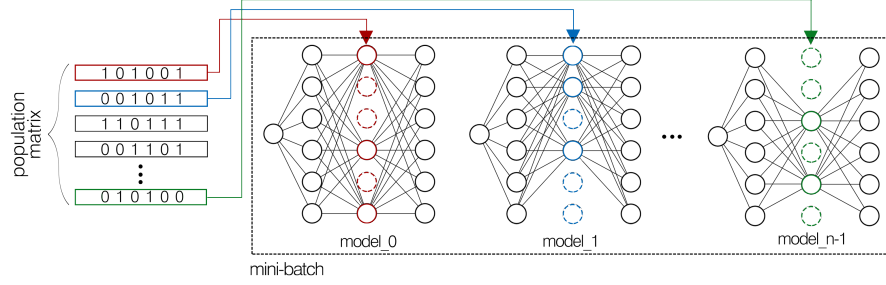 population
matrix
1 0 1 0 0 1
0 0 1 0 1 1
1 1 0 1 1 1
0 0 1 1 0 1
0 1 0 1 0 0
model_0
model_1
model_n-1
mini-batch